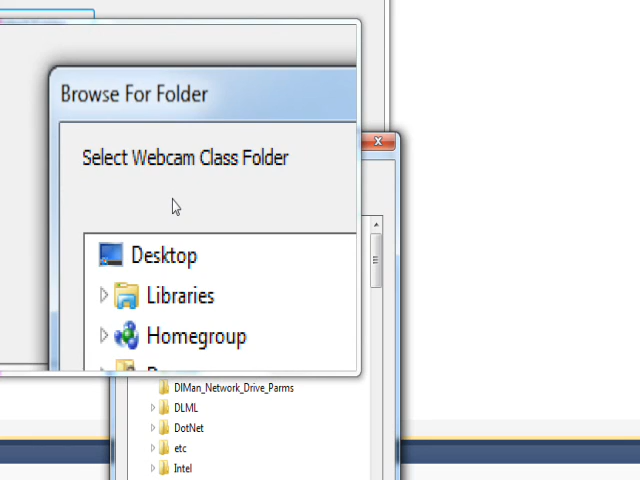 Browse For Folder
Select Webcam Class Folder
Desktop
Libraries
Homegroup
DIMan_Network_Drive_Parms
DLML
DotNet
etc
Intel